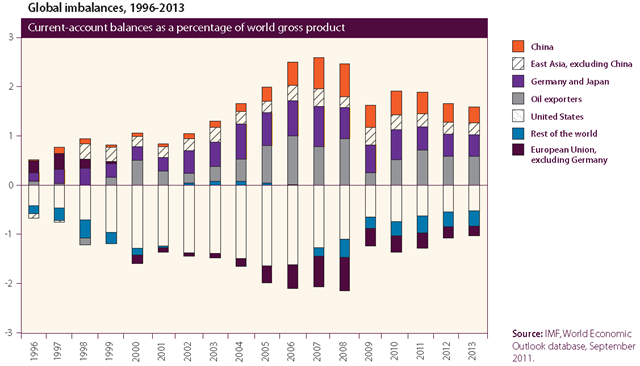 Global imbalances, 1996-2013
Current-account balances as a percentage of world gross product
3
2
1
0
-1
-2
-3
1996
1997
1998
1999
2000
2001
2002
2003
2004
2005
2006
2007
2008
2009
2010
2011
2012
2013
China
East Asia, excluding China
Germany and Japan
Oil exporters
United States
Rest of the world
European Union,
excluding Germany
Source: IMF, World Economic
Outlook database, September
2011.